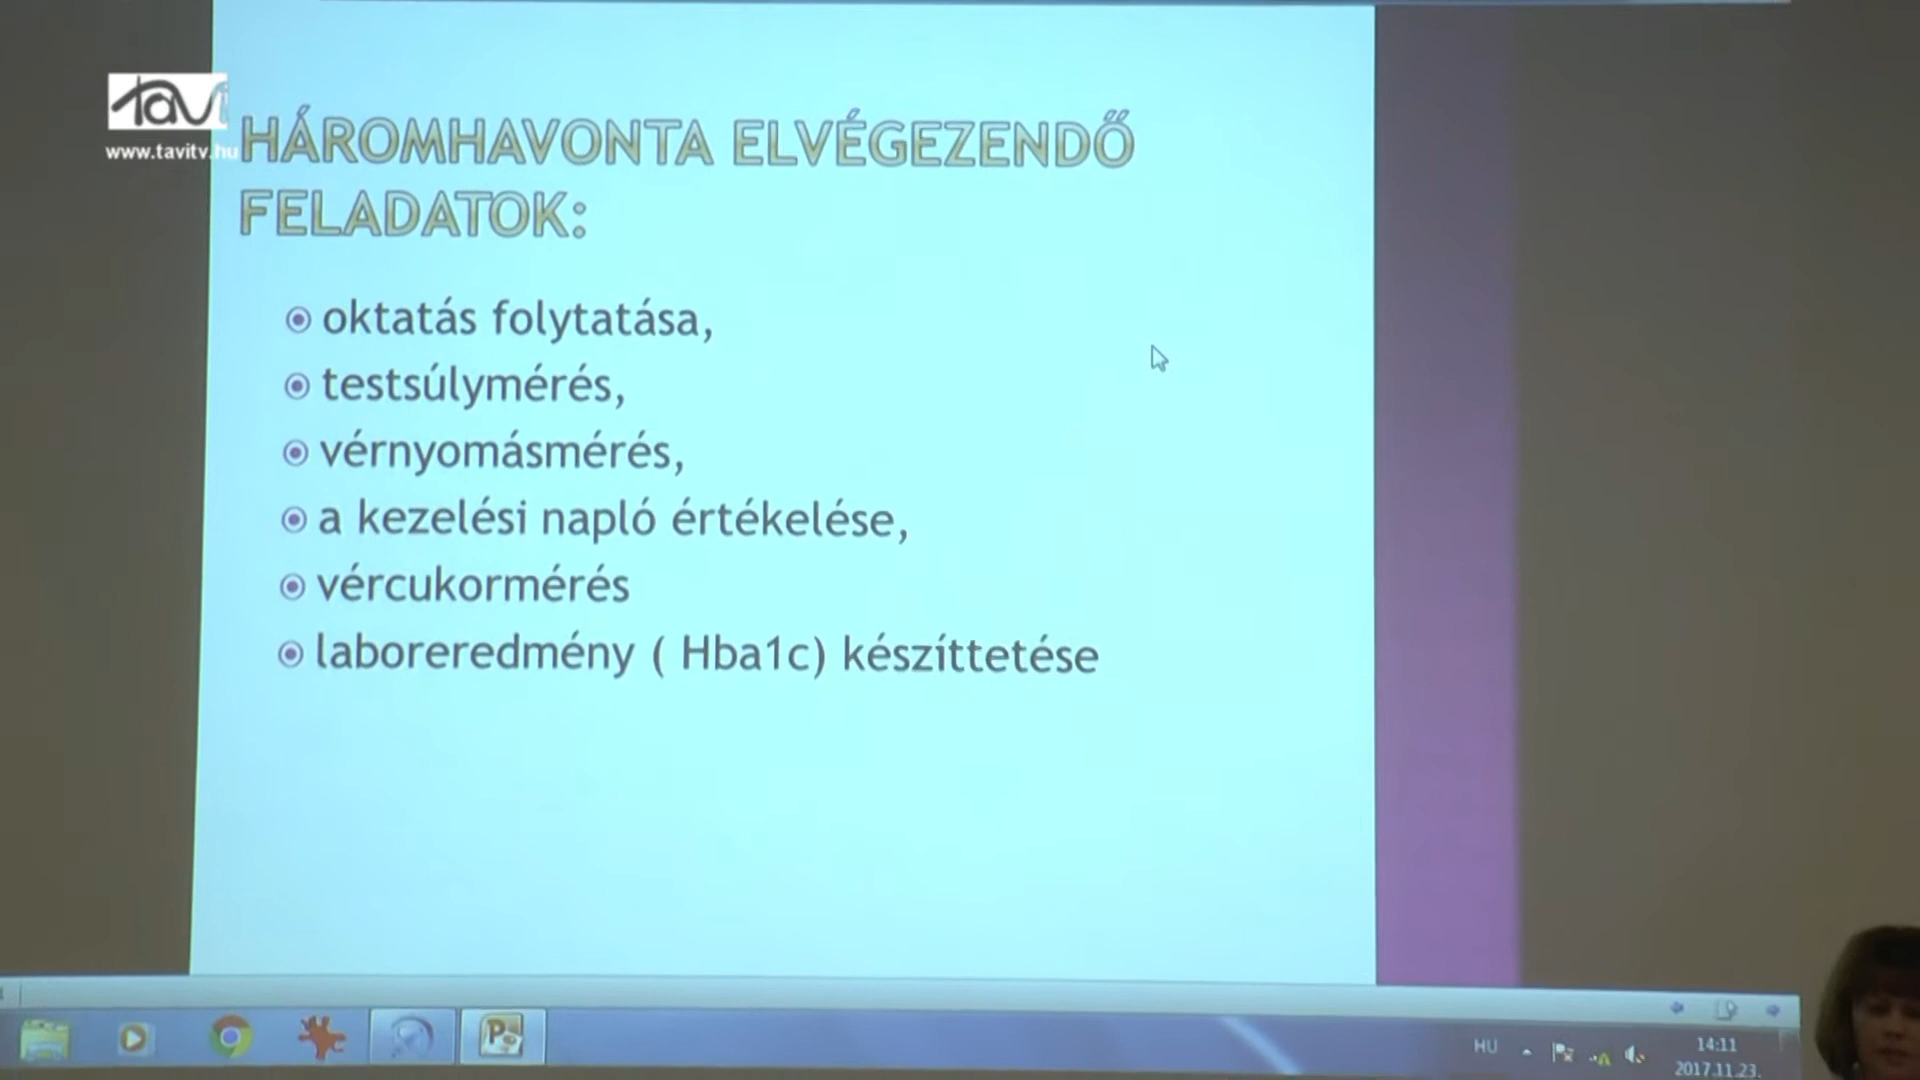 tavi
www.tavitv.hu
HÁROMHAVONTA ELVÉGEZENDŐ
FELADATOK:
oktatás folytatása,
testsúlymérés,
vérnyomásmérés,
a kezelési napló értékelése,
vércukormérés
laboreredmény ( Hba1c) készíttetése
HU
14:11
2017.11.23.